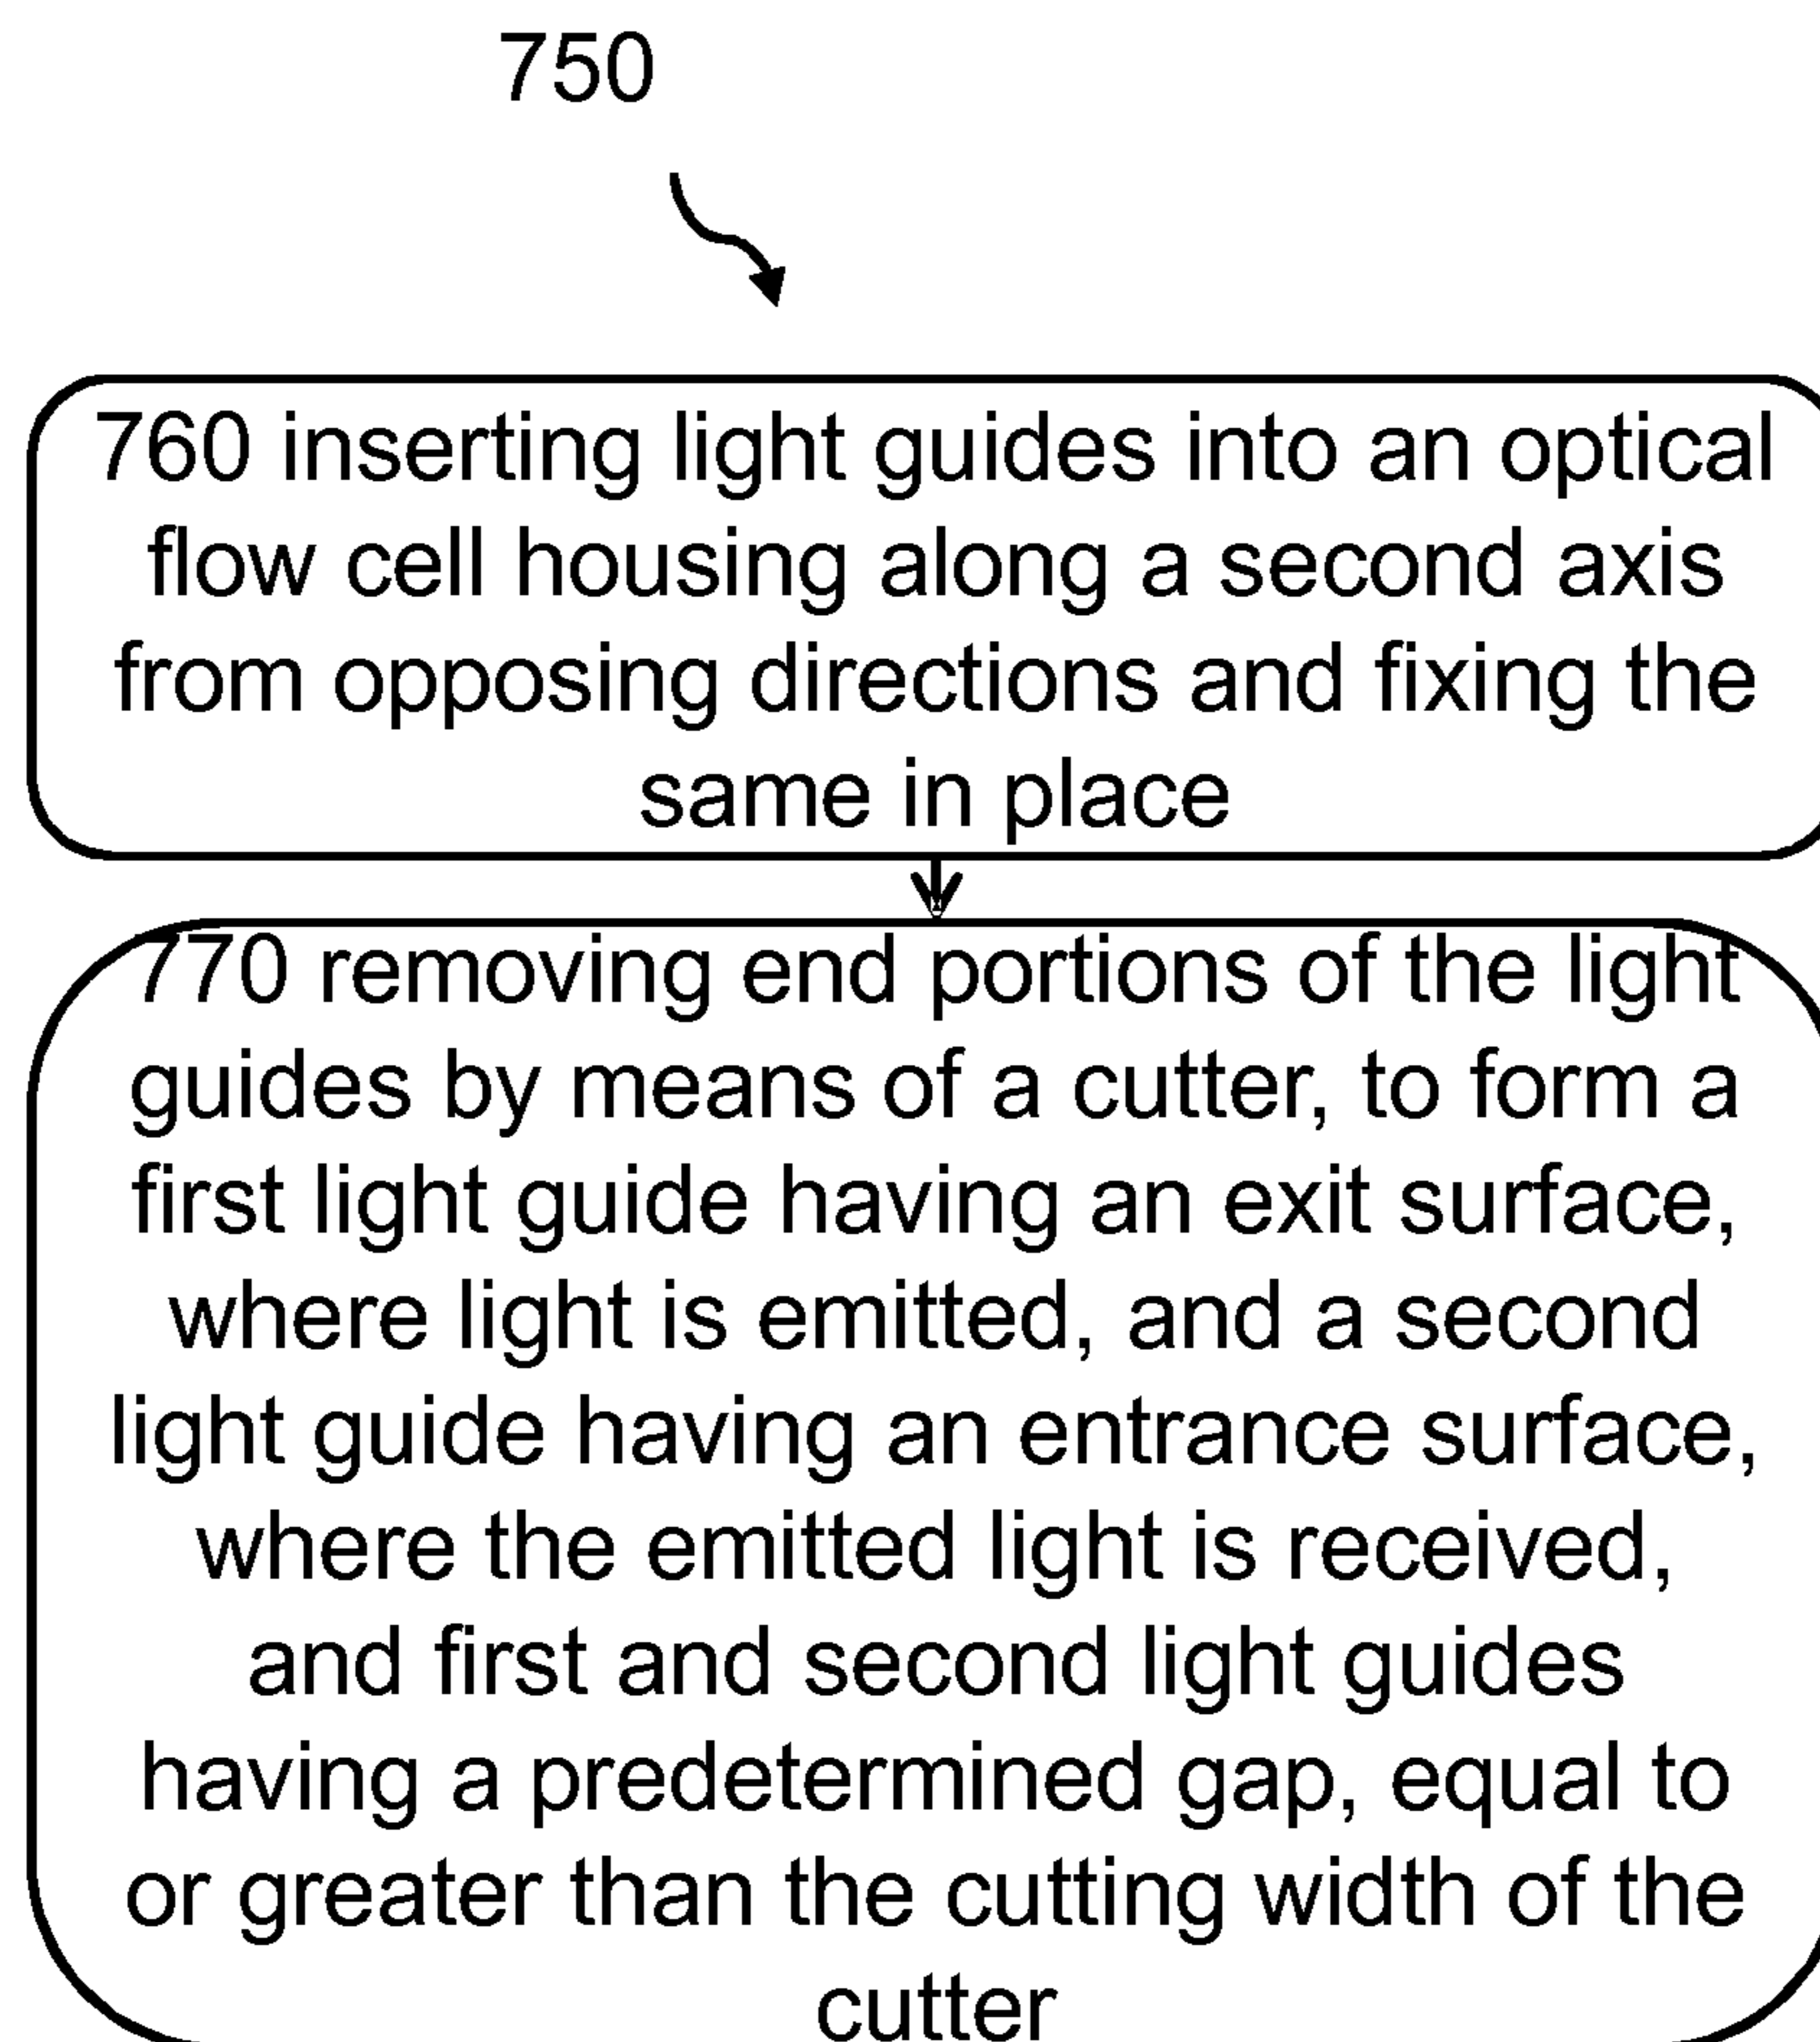 750
760 inserting light guides into an optical
flow cell housing along a second axis
from opposing directions and fixing the
same in place
770 removing end portions of the light
guides by means of a cutter, to form a
first light guide having an exit surface,
where light is emitted, and a second
light guide having an entrance surface,
where the emitted light is received,
and first and second light guides
having a predetermined gap, equal to
or greater than the cutting width of the
cutter